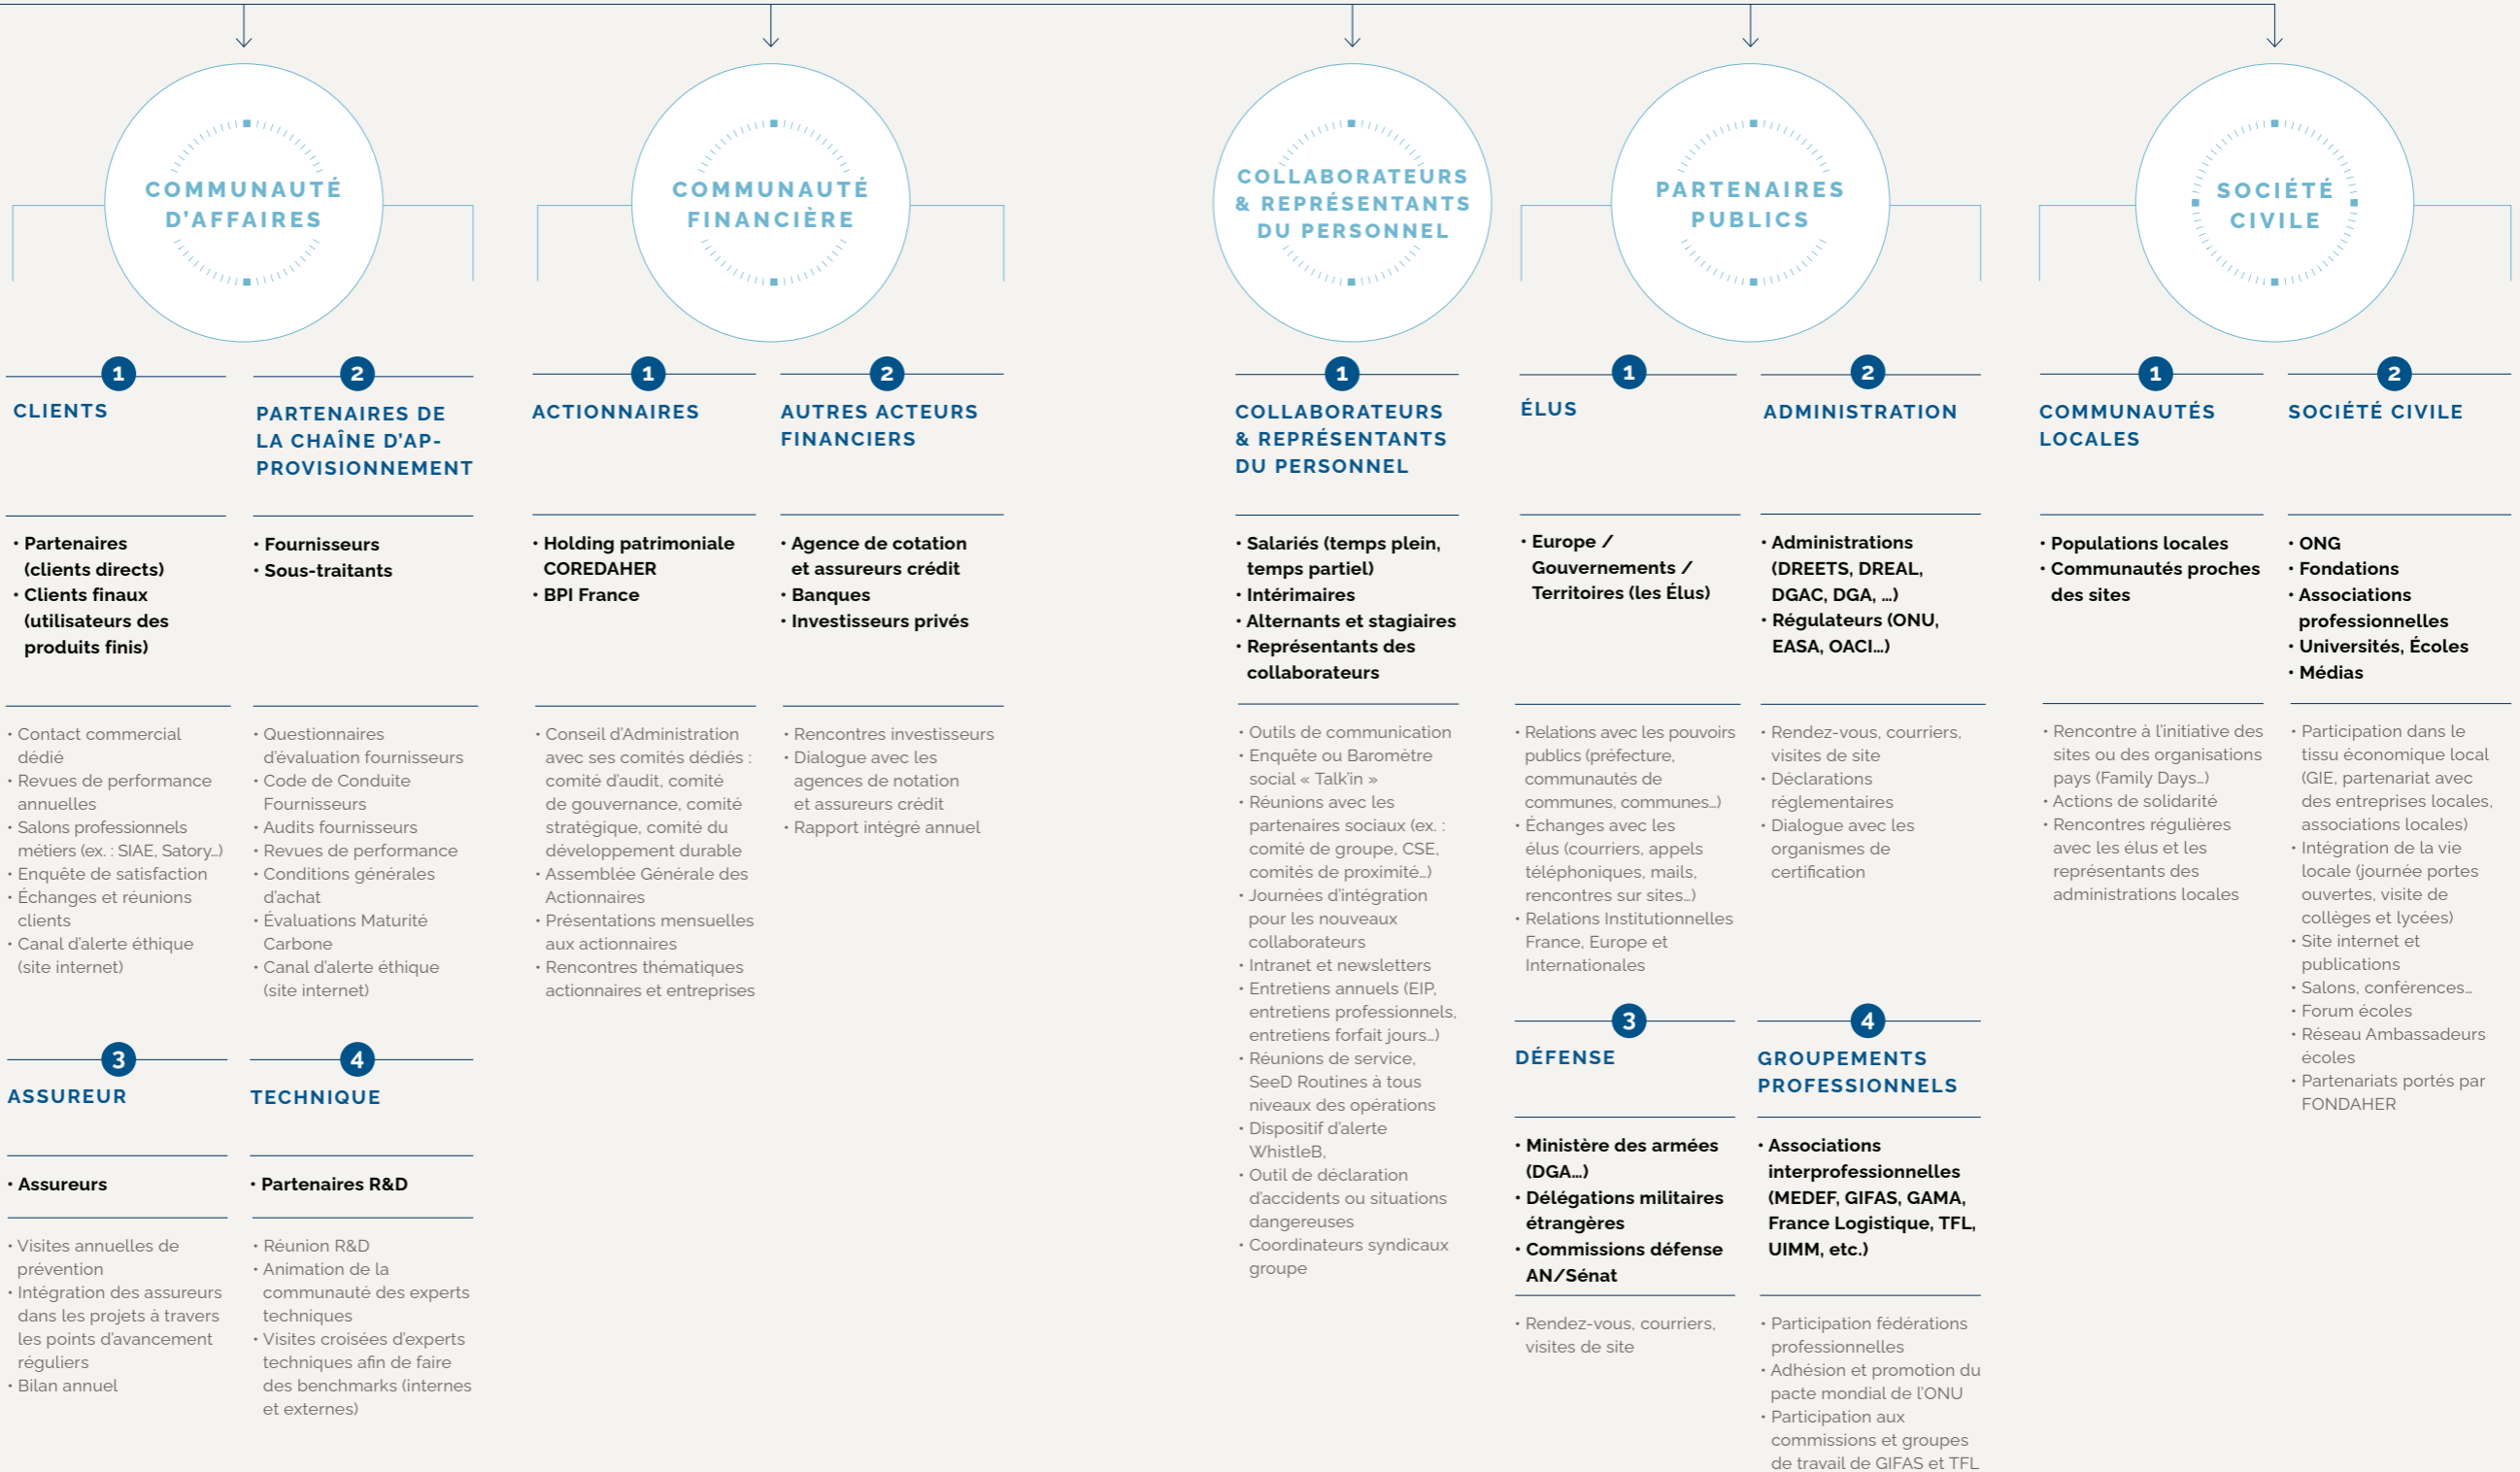 COMMUNAUTÉ
D'AFFAIRES
1
CLIENTS
• Partenaires
(clients directs)
• Clients finaux
(utilisateurs des
produits finis)
• Contact commercial
dédié
• Revues de performance
annuelles
• Salons professionnels
métiers (ex. : SIAE, Satory…)
• Enquête de satisfaction
• Échanges et réunions
clients
• Canal d'alerte éthique
(site internet)
2
PARTENAIRES DE
LA CHAÎNE D'AP-
PROVISIONNEMENT
• Fournisseurs
• Sous-traitants
• Questionnaires
d'évaluation fournisseurs
• Code de Conduite
Fournisseurs
• Audits fournisseurs
• Revues de performance
• Conditions générales
d'achat
• Évaluations Maturité
Carbone
• Canal d'alerte éthique
(site internet)
3
ASSUREUR
• Assureurs
• Visites annuelles de
prévention
• Intégration des assureurs
dans les projets à travers
les points d'avancement
réguliers
• Bilan annuel
4
TECHNIQUE
• Partenaires R&D
• Réunion R&D
• Animation de la
communauté des experts
techniques
• Visites croisées d'experts
techniques afin de faire
des benchmarks (internes
et externes)
COMMUNAUTÉ
FINANCIÈRE
1
ACTIONNAIRES
• Holding patrimoniale
COREDAHER
• BPI France
• Conseil d'Administration
avec ses comités dédiés :
comité d'audit, comité
de gouvernance, comité
stratégique, comité du
développement durable
• Assemblée Générale des
Actionnaires
• Présentations mensuelles
aux actionnaires
• Rencontres thématiques
actionnaires et entreprises
2
AUTRES ACTEURS
FINANCIERS
• Agence de cotation
et assureurs crédit
• Banques
• Investisseurs privés
• Rencontres investisseurs
• Dialogue avec les
agences de notation
et assureurs crédit
• Rapport intégré annuel
COLLABORATEURS
& REPRÉSENTANTS
DU PERSONNEL
1
COLLABORATEURS
& REPRÉSENTANTS
DU PERSONNEL
• Salariés (temps plein,
temps partiel)
• Intérimaires
• Alternants et stagiaires
• Représentants des
collaborateurs
• Outils de communication
• Enquête ou Baromètre
social « Talk'in »
• Réunions avec les
partenaires sociaux (ex. :
comité de groupe, CSE,
comités de proximité…)
• Journées d'intégration
pour les nouveaux
collaborateurs
• Intranet et newsletters
• Entretiens annuels (EIP,
entretiens professionnels,
entretiens forfait jours…)
• Réunions de service,
SeeD Routines à tous
niveaux des opérations
• Dispositif d'alerte
WhistleB,
• Outil de déclaration
d'accidents ou situations
dangereuses
• Coordinateurs syndicaux
groupe
PARTENAIRES
PUBLICS
1
ÉLUS
• Europe /
Gouvernements /
Territoires (les Élus)
• Relations avec les pouvoirs
publics (préfecture,
communautés de
communes, communes…)
• Échanges avec les
élus (courriers, appels
téléphoniques, mails,
rencontres sur sites…)
• Relations Institutionnelles
France, Europe et
Internationales
2
ADMINISTRATION
• Administrations
(DREETS, DREAL,
DGAC, DGA, …)
• Régulateurs (ONU,
EASA, OACI…)
• Rendez-vous, courriers,
visites de site
• Déclarations
réglementaires
• Dialogue avec les
organismes de
certification
3
DÉFENSE
• Ministère des armées
(DGA…)
• Délégations militaires
étrangères
• Commissions défense
AN/Sénat
• Rendez-vous, courriers,
visites de site
4
GROUPEMENTS
PROFESSIONNELS
• Associations
interprofessionnelles
(MEDEF, GIFAS, GAMA,
France Logistique, TFL,
UIMM, etc.)
• Participation fédérations
professionnelles
• Adhésion et promotion du
pacte mondial de l'ONU
• Participation aux
commissions et groupes
de travail de GIFAS et TFL
SOCIÉTÉ
CIVILE
1
COMMUNAUTÉS
LOCALES
• Populations locales
• Communautés proches
des sites
• Rencontre à l'initiative des
sites ou des organisations
pays (Family Days…)
• Actions de solidarité
• Rencontres régulières
avec les élus et les
représentants des
administrations locales
2
SOCIÉTÉ CIVILE
• ONG
• Fondations
• Associations
professionnelles
• Universités, Écoles
• Médias
• Participation dans le
tissu économique local
(GIE, partenariat avec
des entreprises locales,
associations locales)
• Intégration de la vie
locale (journée portes
ouvertes, visite de
collèges et lycées)
• Site internet et
publications
• Salons, conférences…
• Forum écoles
• Réseau Ambassadeurs
écoles
• Partenariats portés par
FONDAHER